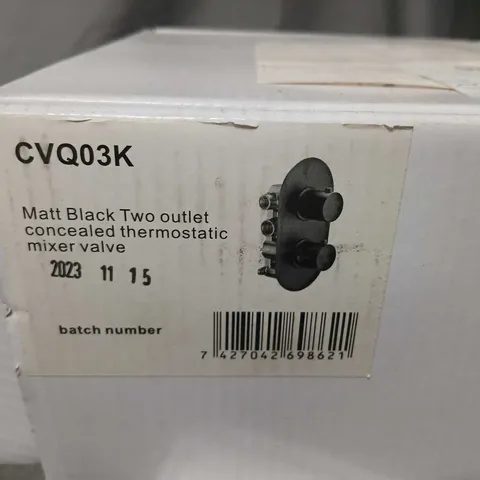 CVQ03K
Matt Black Two outlet
concealed thermostatic
mixer valve
2023 11 15
batch number
7 427042 698621